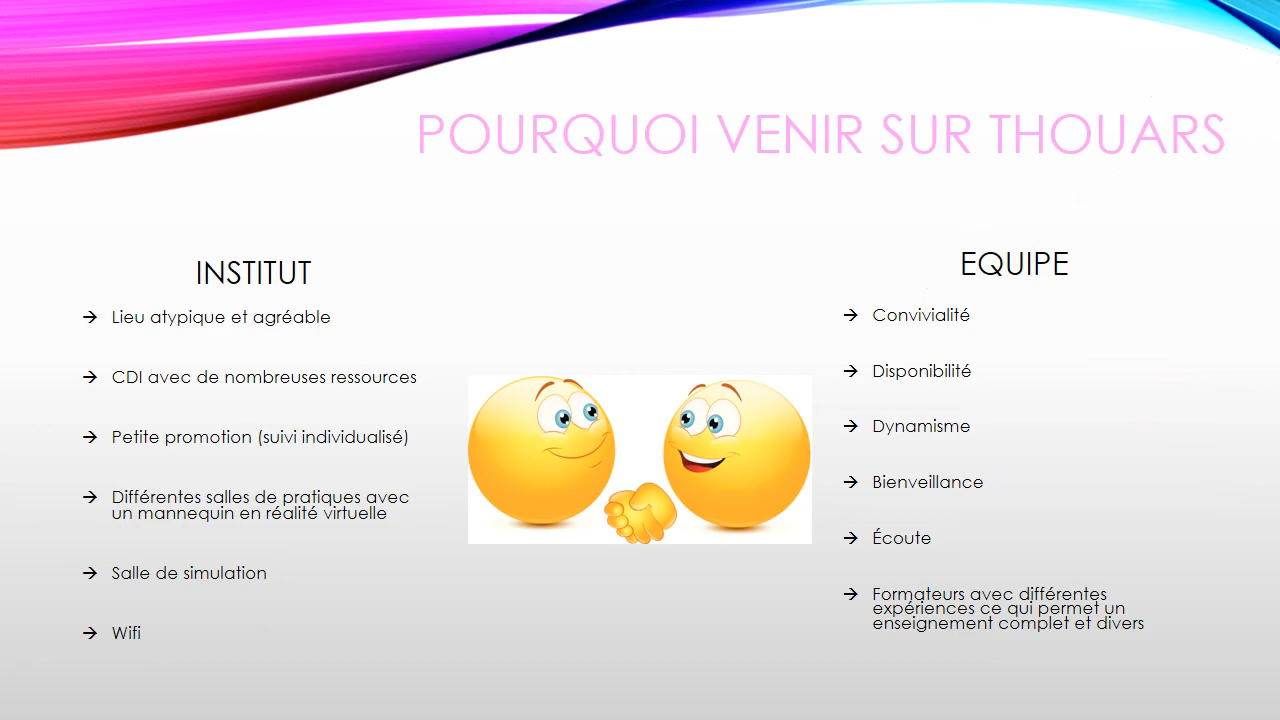 POURQUOI VENIR SUR THOUARS
INSTITUT
→ Lieu atypique et agréable
→ CDI avec de nombreuses ressources
→ Petite promotion (suivi individualisé)
→ Différentes salles de pratiques avec
un mannequin en réalité virtuelle
→ Salle de simulation
→ Wifi
EQUIPE
→ Convivialité
→ Disponibilité
→ Dynamisme
→ Bienveillance
→ Écoute
→ Formateurs avec différentes
expériences ce qui permet un
enseignement complet et divers